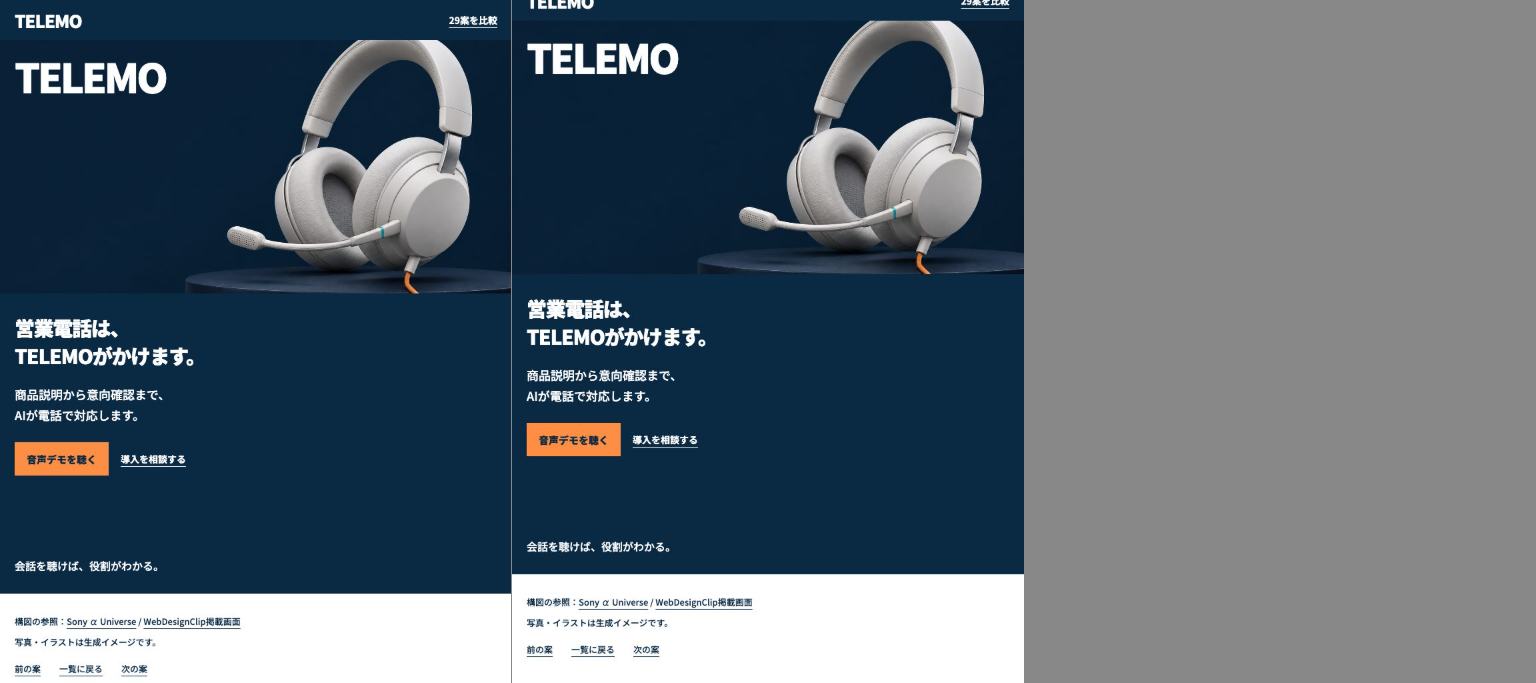 TELEMO
29案を比較
TELEMO
営業電話は、
TELEMOがかけます。
商品説明から意向確認まで、
AIが電話で対応します。
音声デモを聴く
導入を相談する
会話を聴けば、役割がわかる。
構図の参照：Sony α Universe / WebDesignClip掲載画面
写真・イラストは生成イメージです。
前の案 一覧に戻る 次の案
TELEMO
29案を比較
TELEMO
営業電話は、
TELEMOがかけます。
商品説明から意向確認まで、
AIが電話で対応します。
音声デモを聴く
導入を相談する
会話を聴けば、役割がわかる。
構図の参照：Sony α Universe / WebDesignClip掲載画面
写真・イラストは生成イメージです。
前の案 一覧に戻る 次の案